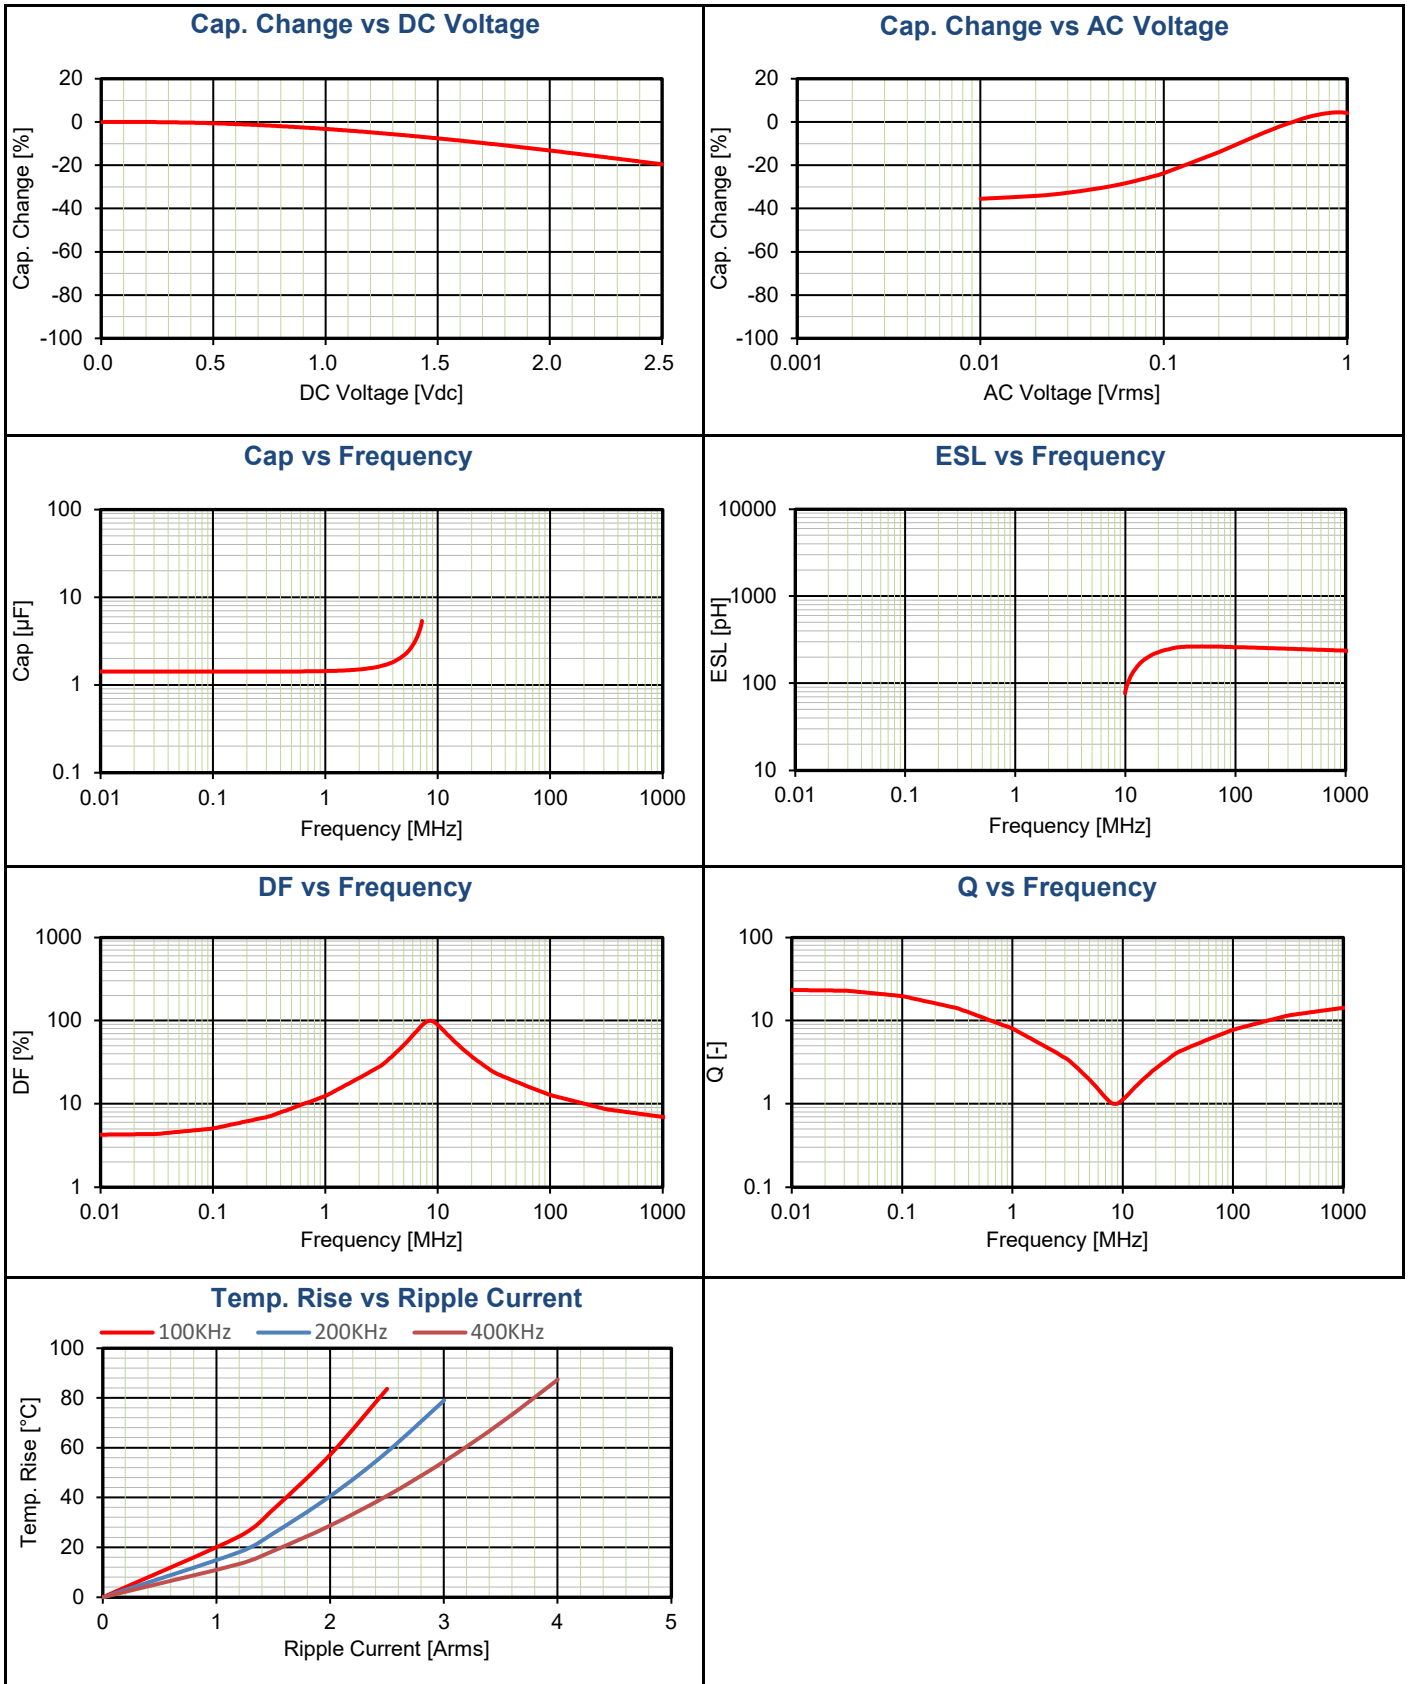 Cap. Change vs DC Voltage
Cap. Change [%]
20
0
-20
-40
-60
-80
-100
0.0 0.5 1.0 1.5 2.0 2.5
DC Voltage [Vdc]
Cap. Change vs AC Voltage
Cap. Change [%]
20
0
-20
-40
-60
-80
-100
0.001 0.01 0.1 1
AC Voltage [Vrms]
Cap vs Frequency
Cap [µF]
100
10
1
0.1
0.01 0.1 1 10 100 1000
Frequency [MHz]
ESL vs Frequency
ESL [pH]
10000
1000
100
10
0.01 0.1 1 10 100 1000
Frequency [MHz]
DF vs Frequency
DF [%]
1000
100
10
1
0.01 0.1 1 10 100 1000
Frequency [MHz]
Q vs Frequency
Q [-]
100
10
1
0.1
0.01 0.1 1 10 100 1000
Frequency [MHz]
Temp. Rise vs Ripple Current
100KHz 200KHz 400KHz
Temp. Rise [°C]
100
80
60
40
20
0
0 1 2 3 4 5
Ripple Current [Arms]